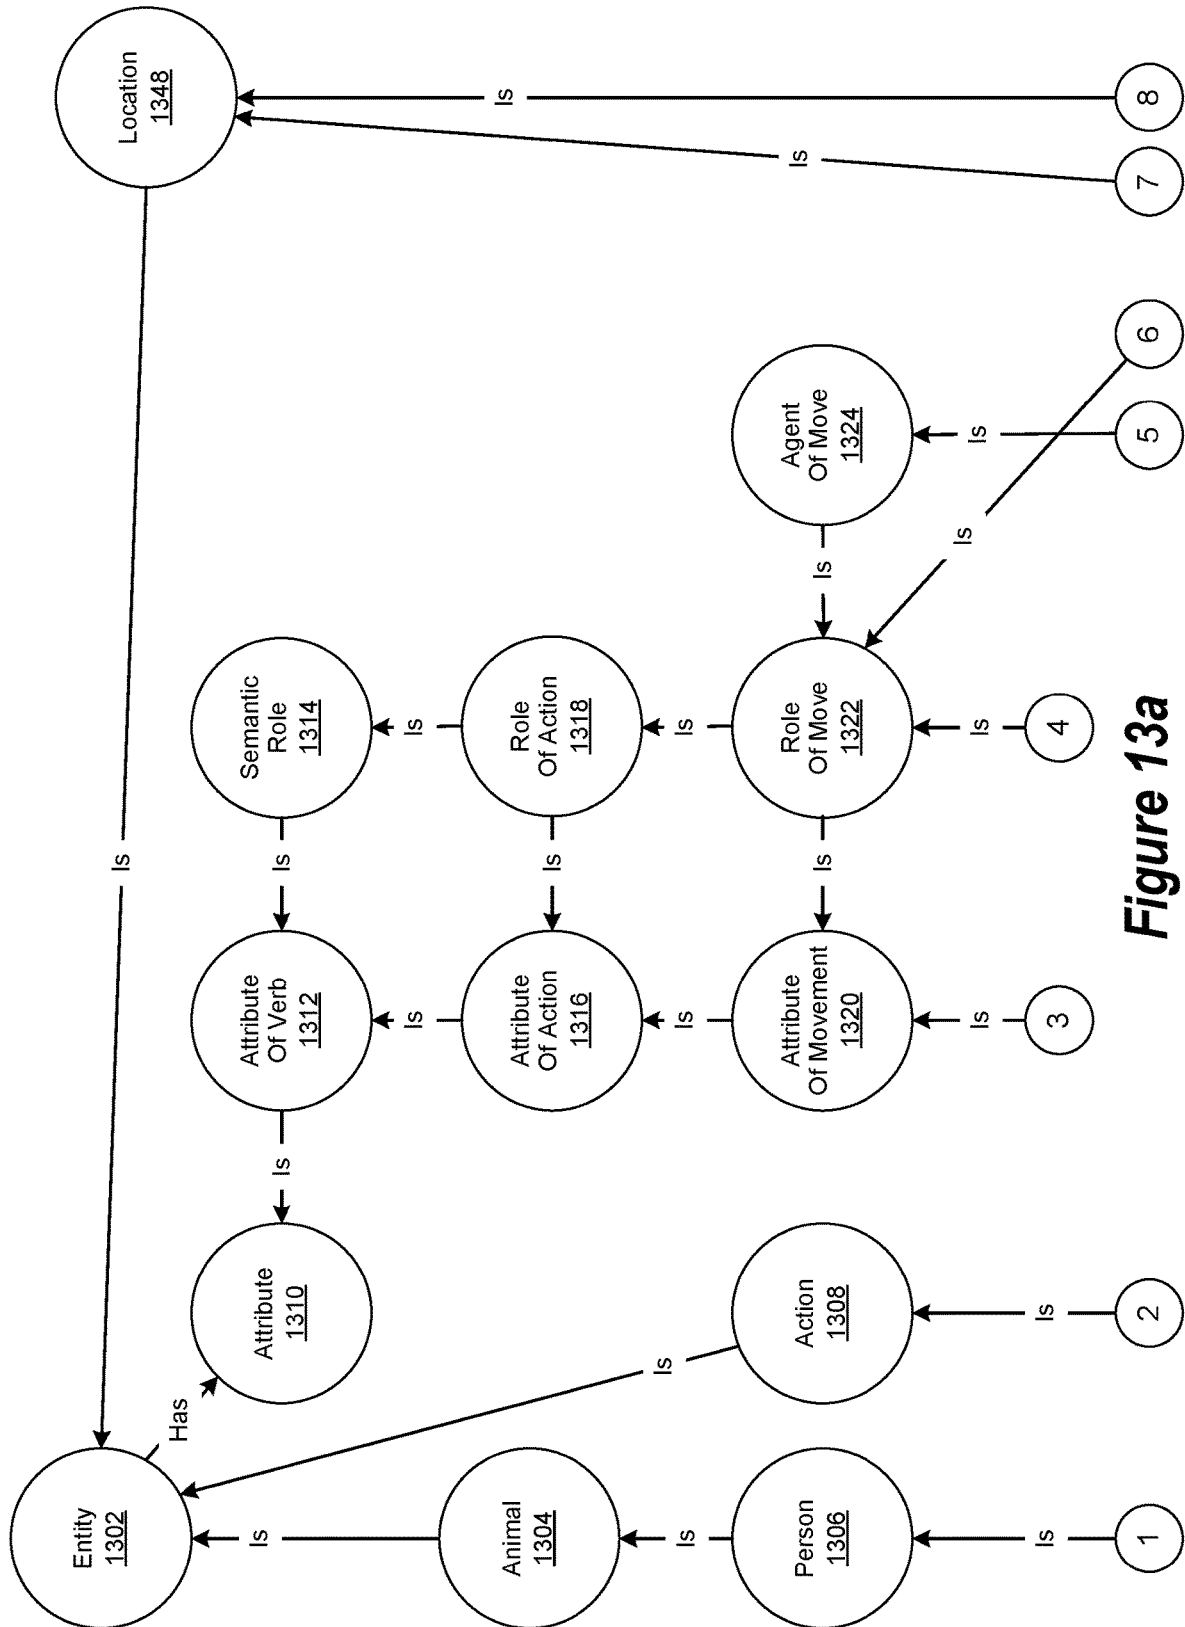 Entity
1302
Is
Location
1348
Has
Attribute
1310
Is
Attribute
Of Verb
1312
Is
Semantic
Role
1314
Is
Is
Is
Is
Animal
1304
Attribute
Of Action
1316
Is
Role
Of Action
1318
Is
Is
Is
Is
Person
1306
Action
1308
Attribute
Of Movement
1320
Is
Role
Of Move
1322
Is
Agent
Of Move
1324
Is
Is
Is
Is
Is
Is
Is
Is
3
4
1
2
5
6
7
8
Figure 13a